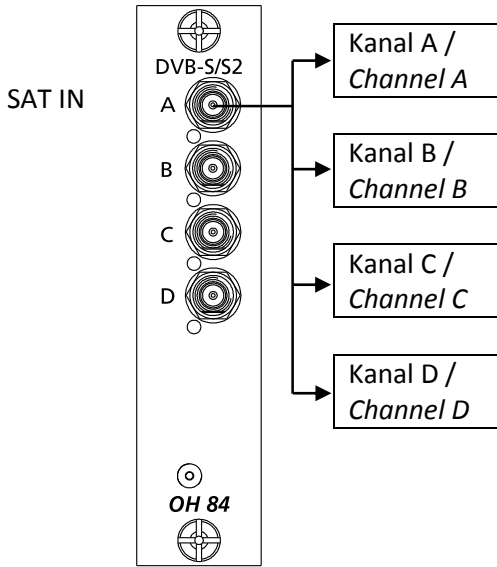 SAT IN
DVB-S/S2
A
B
C
D
OH 84
Kanal A /
Channel A
Kanal B /
Channel B
Kanal C /
Channel C
Kanal D /
Channel D